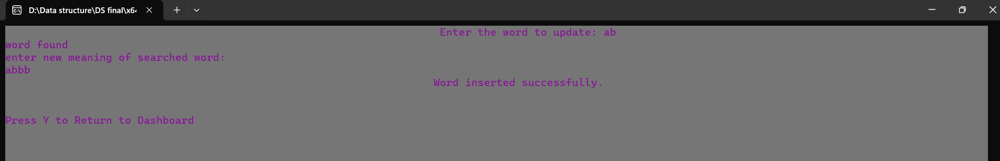 D:\Data structure\DS final\x64
Enter the word to update: ab
word found
enter new meaning of searched word:
abbb
Word inserted successfully.
Press Y to Return to Dashboard